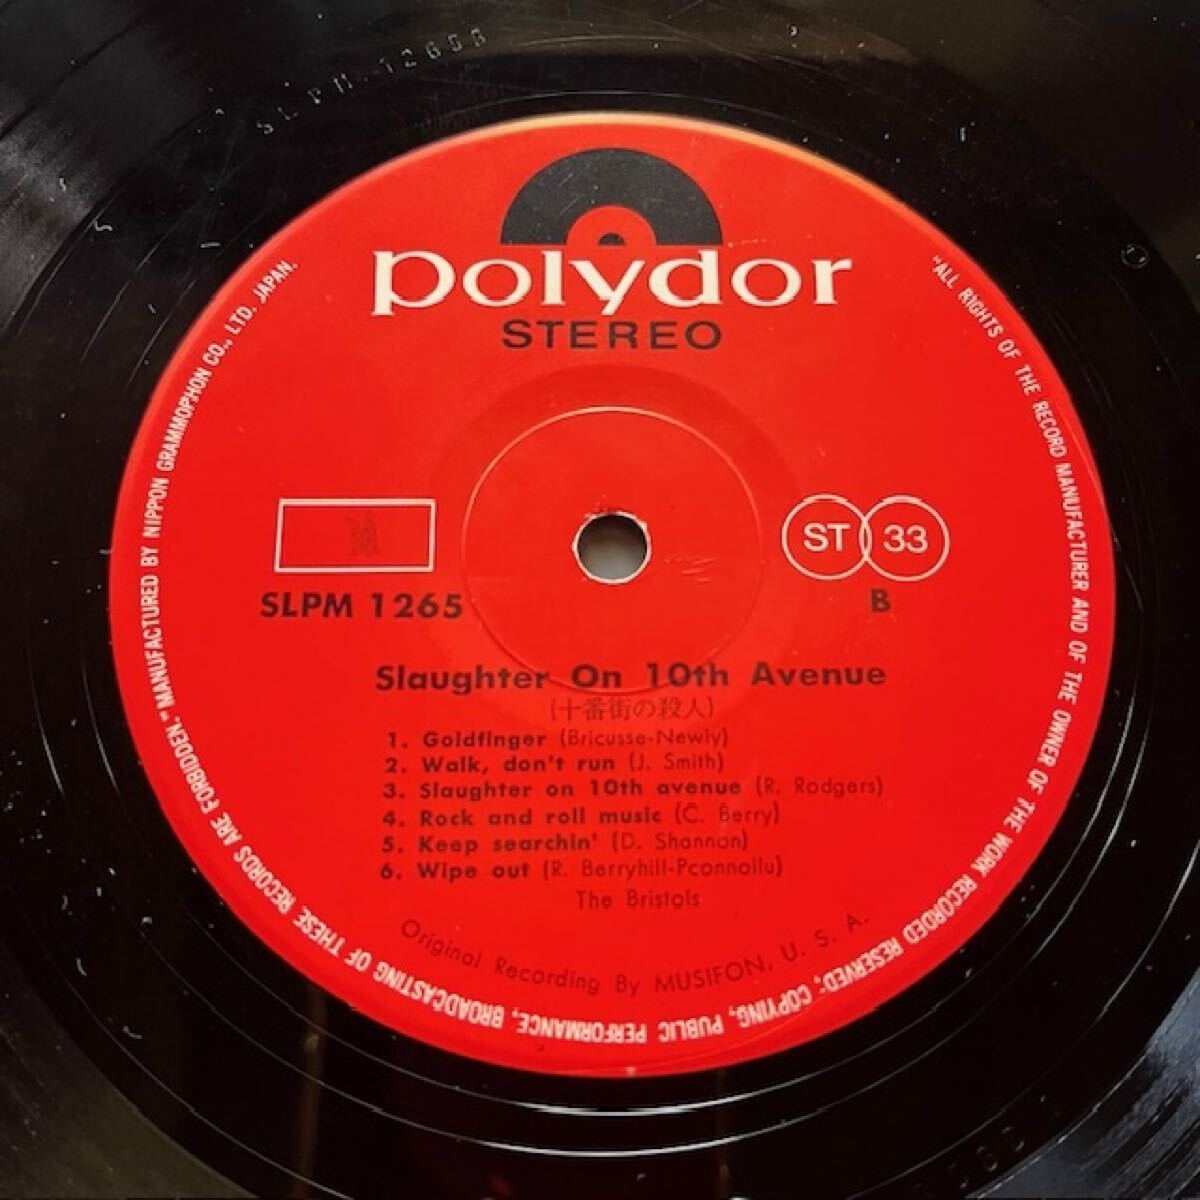 SLPM-1265B
polydor
STEREO
ST 33
SLPM 1265
B
Slaughter On 10th Avenue
(十番街の殺人)
1. Goldfinger (Bricusse-Newly)
2. Walk, don't run (J. Smith)
3. Slaughter on 10th avenue (R. Rodgers)
4. Rock and roll music (C. Berry)
5. Keep searchin' (D. Shannon)
6. Wipe out (R. Berryhill-Pconnollu)
The Bristols
Original Recording By MUSIFON, U. S. A.
"ALL RIGHTS OF THE RECORD MANUFACTURER AND OF THE OWNER OF THE WORK RECORDED RESERVED; COPYING, PUBLIC PERFORMANCE, BROADCASTING OF THESE RECORDS ARE FORBIDDEN." MANUFACTURED BY NIPPON GRAMMOPHON CO., LTD. JAPAN.